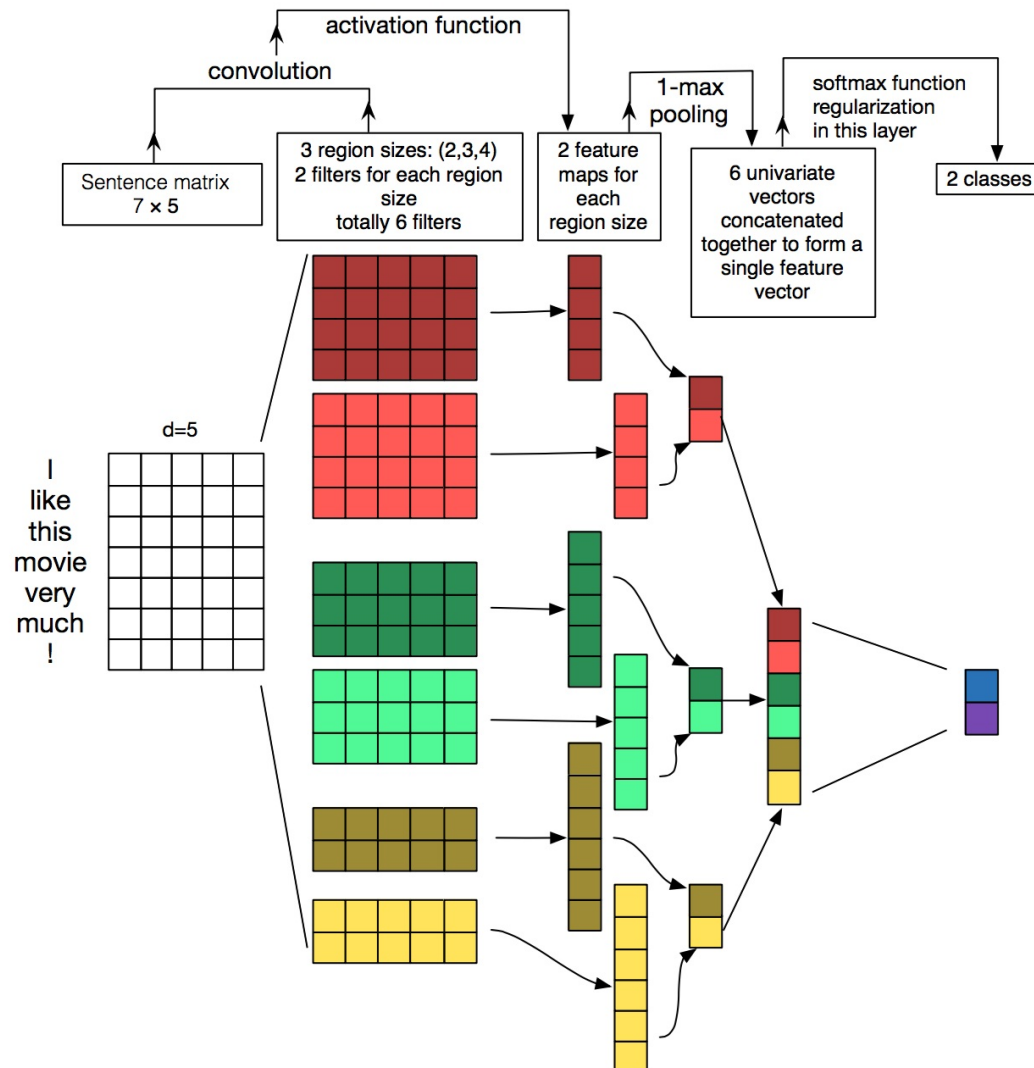 activation function
convolution
1-max
pooling
softmax function
regularization
in this layer
Sentence matrix
7 × 5
3 region sizes: (2,3,4)
2 filters for each region
size
totally 6 filters
2 feature
maps for
each
region size
6 univariate
vectors
concatenated
together to form a
single feature
vector
2 classes
d=5
I
like
this
movie
very
much
!